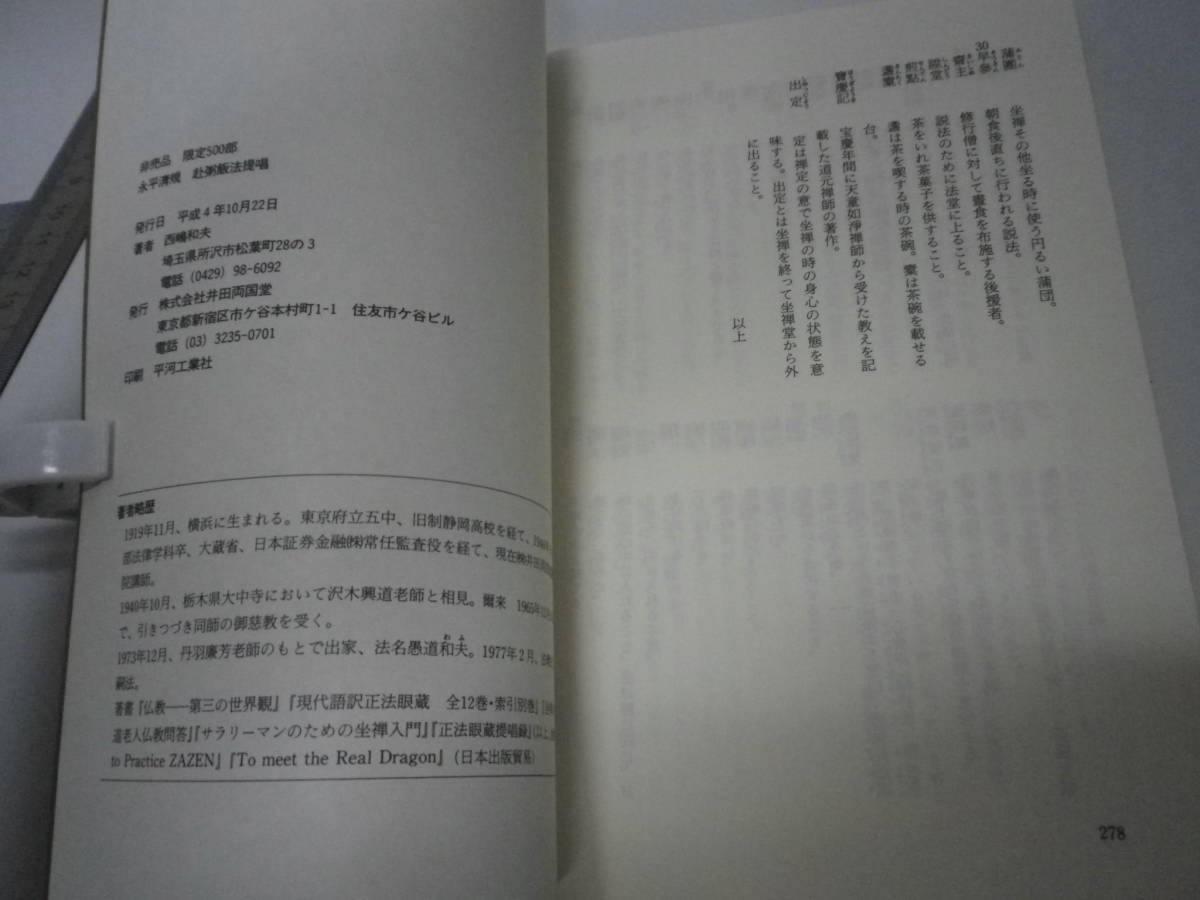 非売品 限定500部
永平清規 赴粥飯法提唱
発行日 平成4年10月22日
著者 西嶋和夫
埼玉県所沢市松葉町28の3
電話 (0429) 98-6092
発行 株式会社井田両国堂
東京都新宿区市ケ谷本村町1-1 住友市ケ谷ビル
電話 (03) 3235-0701
印刷 平河工業社
著者略歴
1919年11月、横浜に生まれる。東京府立五中、旧制静岡高校を経て、
部法律学科卒、大蔵省、日本証券金融㈱常任監査役を経て、現在㈱井田
院講師。
1940年10月、栃木県大中寺において沢木興道老師と相見。爾来 1965年
で、引きつづき同師の御慈教を受く。
1973年12月、丹羽廉芳老師のもとで出家、法名愚道和夫。1977年2月、
嗣法。
著書『仏教——第三の世界観』『現代語訳正法眼蔵 全12巻・索引別巻』
道老人仏教問答』『サラリーマンのための坐禅入門』『正法眼蔵提唱録』(以上、
to Practice ZAZEN』『To meet the Real Dragon』(日本出版貿易)
蒲團 坐禅その他坐る時に使う円るい蒲団。
30 早參 朝食後直ちに行われる説法。
齋主 修行僧に対して晝食を布施する後援者。
陞堂 説法のために法堂に上ること。
煎點 茶をいれ茶菓子を供すること。
盞橐 盞は茶を喫する時の茶碗。橐は茶碗を載せる
台。
寶慶記 宝慶年間に天童如淨禅師から受けた教えを記
載した道元禅師の著作。
出定 定は禅定の意で坐禅の時の身心の状態を意
味する。出定とは坐禅を終って坐禅堂から外
に出ること。
以上
278